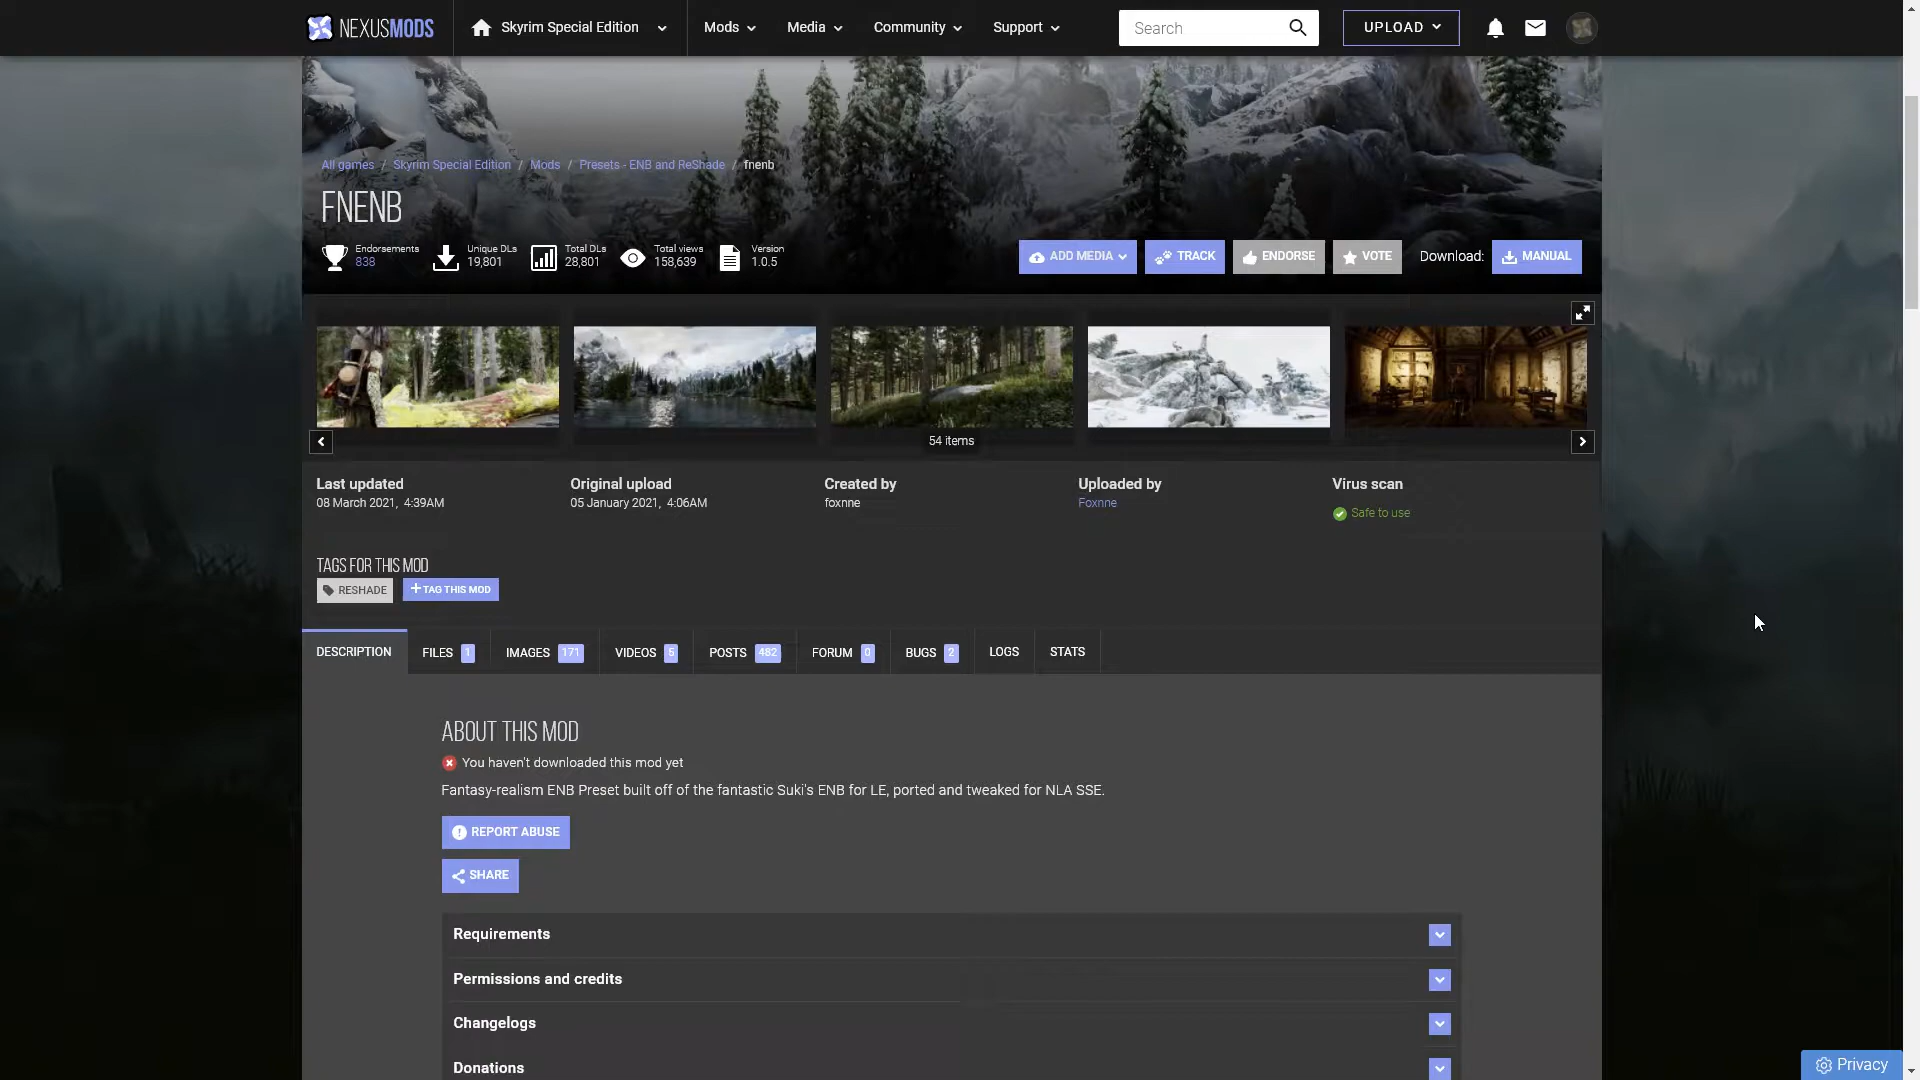 NEXUSMODS Skyrim Special Edition Mods Media Community Support Search UPLOAD
All games / Skyrim Special Edition / Mods / Presets - ENB and ReShade / fnenb
FNENB
Endorsements 838
Unique DLs 19,801
Total DLs 28,801
Total views 158,639
Version 1.0.5
ADD MEDIA TRACK ENDORSE VOTE Download: MANUAL
54 items
Last updated
08 March 2021, 4:39AM
Original upload
05 January 2021, 4:06AM
Created by
foxnne
Uploaded by
Foxnne
Virus scan
Safe to use
TAGS FOR THIS MOD
RESHADE +TAG THIS MOD
DESCRIPTION FILES 1 IMAGES 171 VIDEOS 5 POSTS 482 FORUM 0 BUGS 2 LOGS STATS
ABOUT THIS MOD
You haven't downloaded this mod yet
Fantasy-realism ENB Preset built off of the fantastic Suki's ENB for LE, ported and tweaked for NLA SSE.
REPORT ABUSE
SHARE
Requirements
Permissions and credits
Changelogs
Donations
Privacy